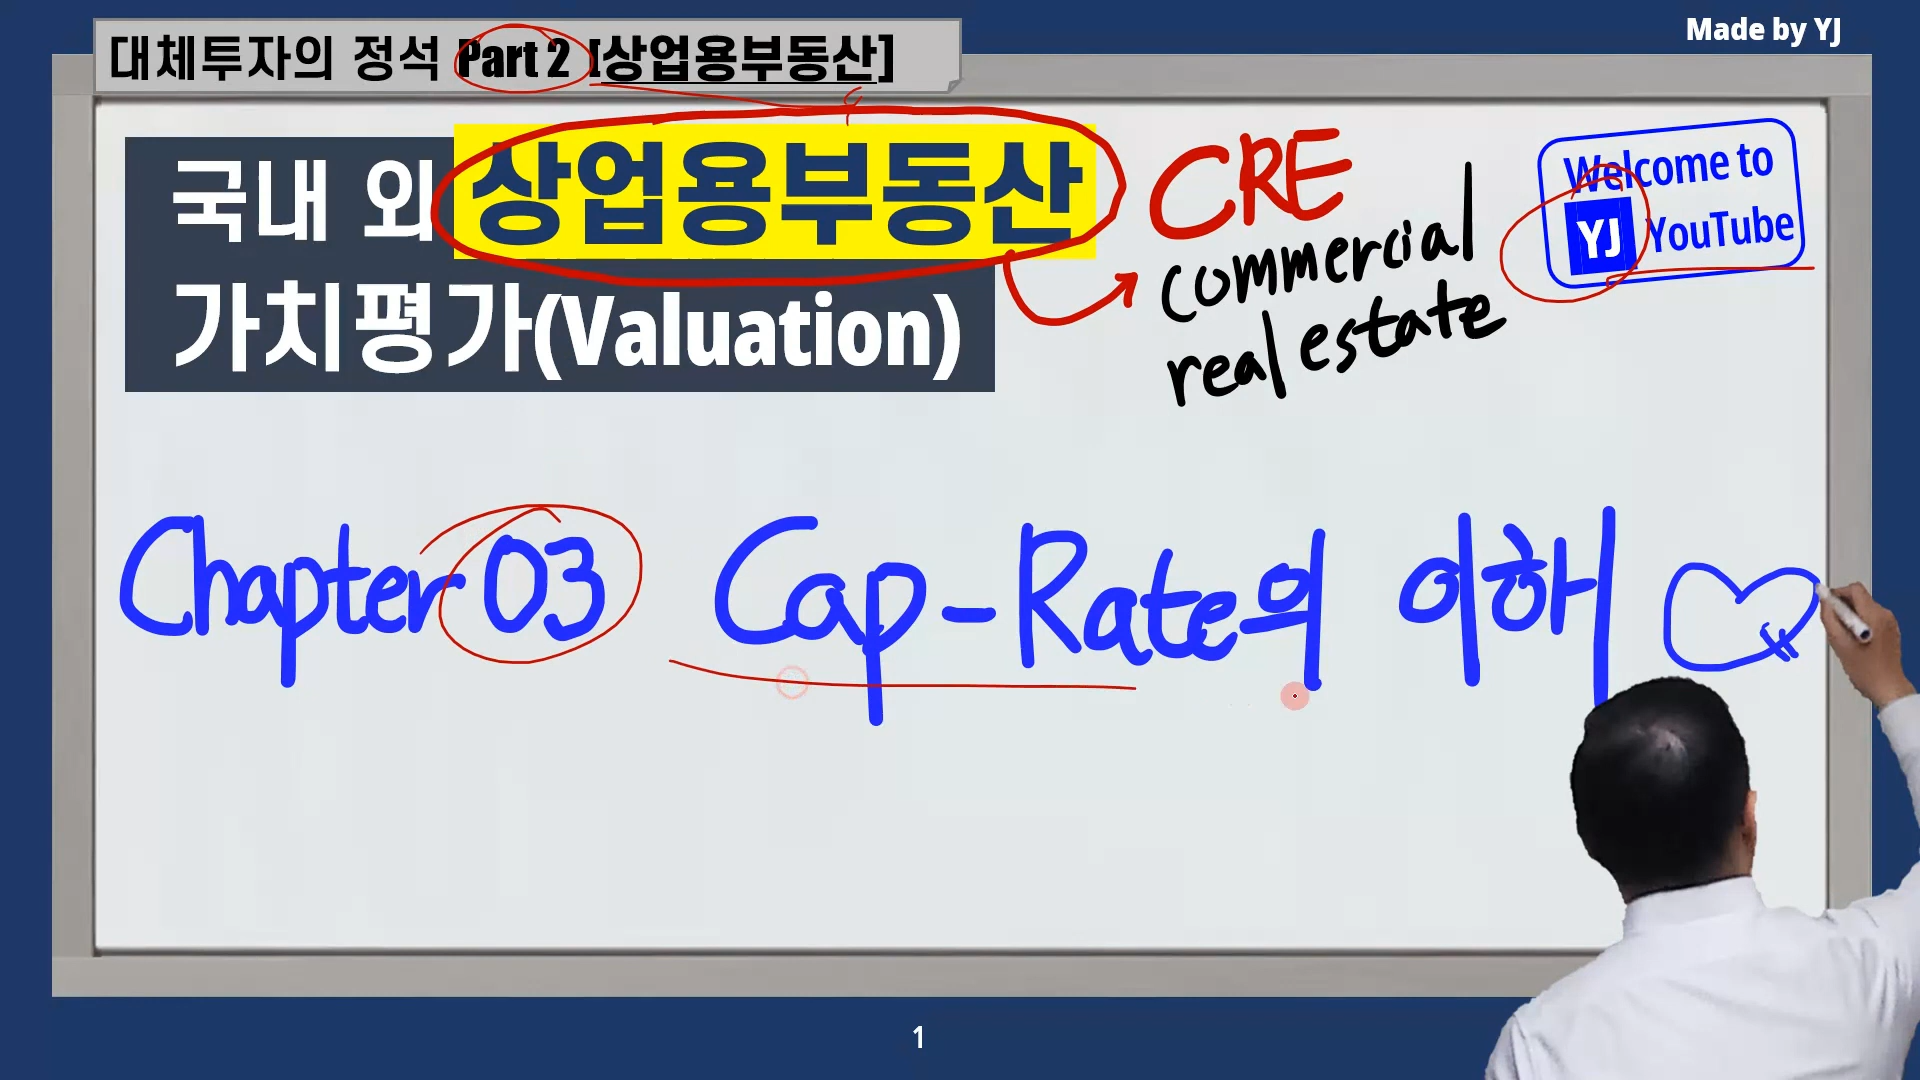 Made by YJ
대체투자의 정석 Part 2 [상업용부동산]
국내 외 상업용부동산
가치평가(Valuation)
CRE
commercial
real estate
Welcome to
YJ YouTube
Chapter 03 Cap-Rate의 이해
1